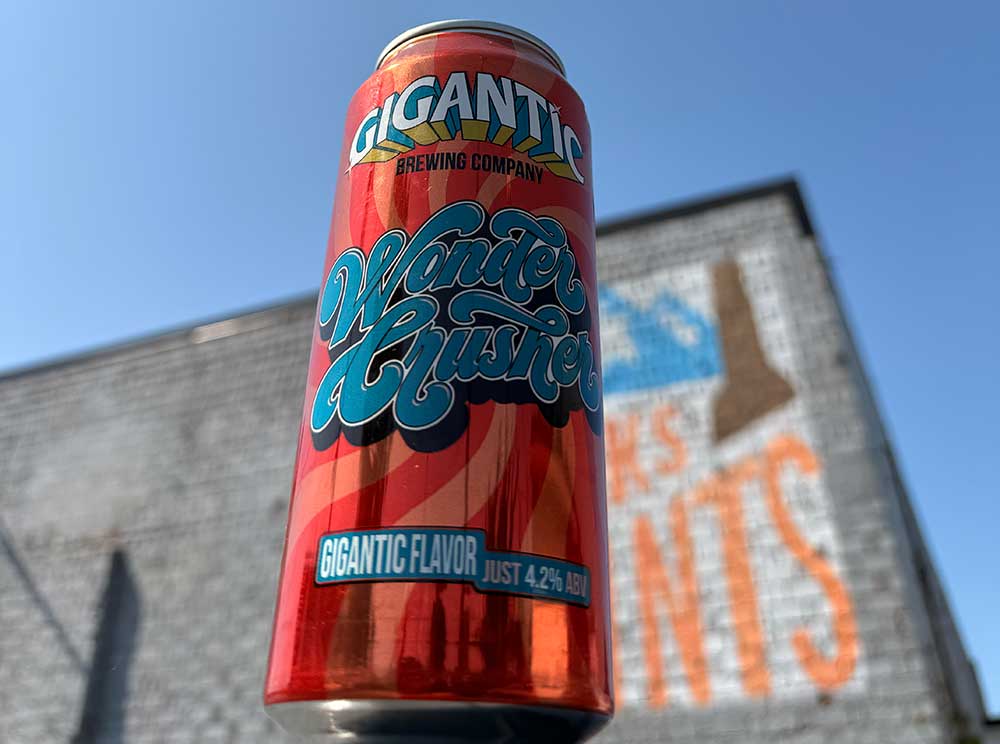 GIGANTIC
BREWING COMPANY
Wonder
Crusher
GIGANTIC FLAVOR JUST 4.2% ABV